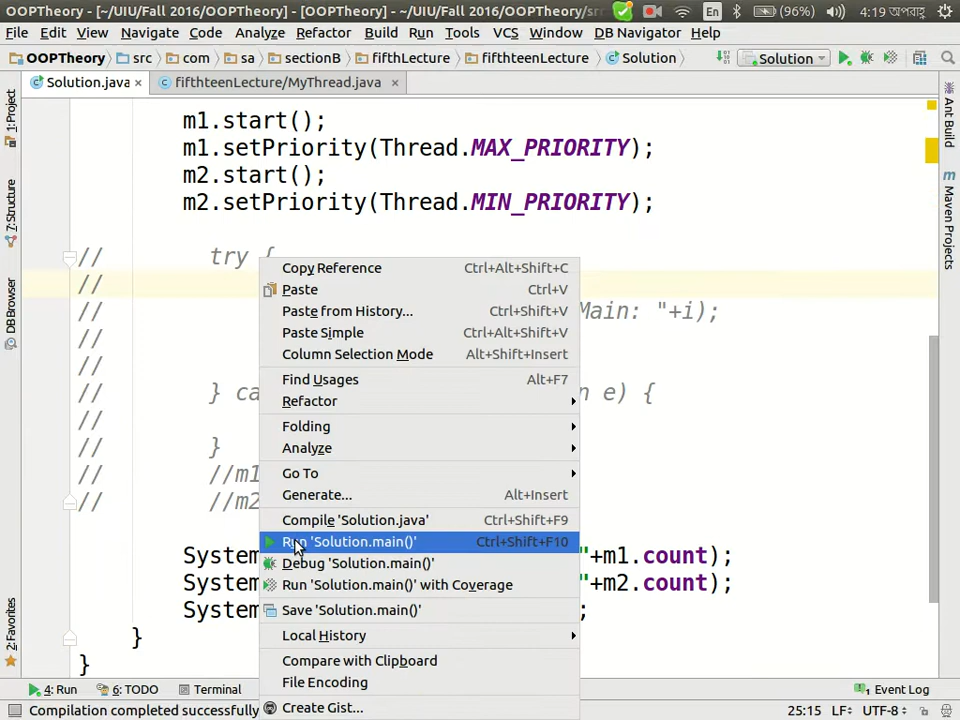 OOPTheory - [~/UIU/Fall 2016/OOPTheory] - [OOPTheory] - ~/UIU/Fall 2016/OOPTheory/sr
En (96%) 4:19 অপরাহ্ণ
File Edit View Navigate Code Analyze Refactor Build Run Tools VCS Window DB Navigator Help
OOPTheory src com sa sectionB fifthLecture fifthteenLecture Solution Solution
Solution.java × fifthteenLecture/MyThread.java ×
1: Project
7: Structure
DB Browser
2: Favorites
Ant Build
Maven Projects
m1.start();
m1.setPriority(Thread.MAX_PRIORITY);
m2.start();
m2.setPriority(Thread.MIN_PRIORITY);
// try {
//
// Main: "+i);
//
//
// } ca n e) {
//
// }
// //m1
// //m2
System "+m1.count);
System "+m2.count);
System ;
}
}
Copy Reference Ctrl+Alt+Shift+C
Paste Ctrl+V
Paste from History... Ctrl+Shift+V
Paste Simple Ctrl+Alt+Shift+V
Column Selection Mode Alt+Shift+Insert
Find Usages Alt+F7
Refactor
Folding
Analyze
Go To
Generate... Alt+Insert
Compile 'Solution.java' Ctrl+Shift+F9
Run 'Solution.main()' Ctrl+Shift+F10
Debug 'Solution.main()'
Run 'Solution.main()' with Coverage
Save 'Solution.main()'
Local History
Compare with Clipboard
File Encoding
Create Gist...
4: Run 6: TODO Terminal 1 Event Log
Compilation completed successfully 25:15 LF÷ UTF-8÷